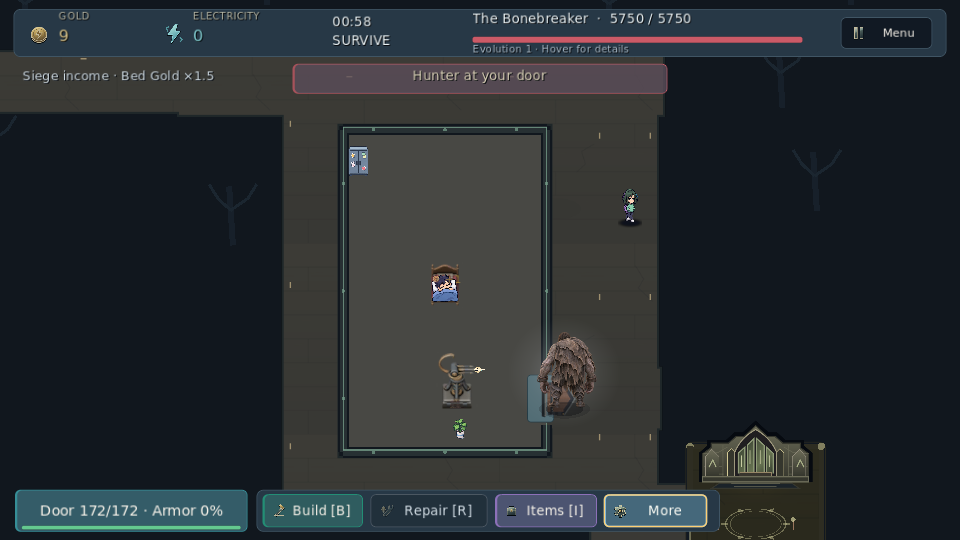 GOLD
9
ELECTRICITY
0
00:58
SURVIVE
The Bonebreaker · 5750 / 5750
Evolution 1 · Hover for details
Menu
Siege income · Bed Gold ×1.5
Hunter at your door
Door 172/172 · Armor 0%
Build [B]
Repair [R]
Items [I]
More